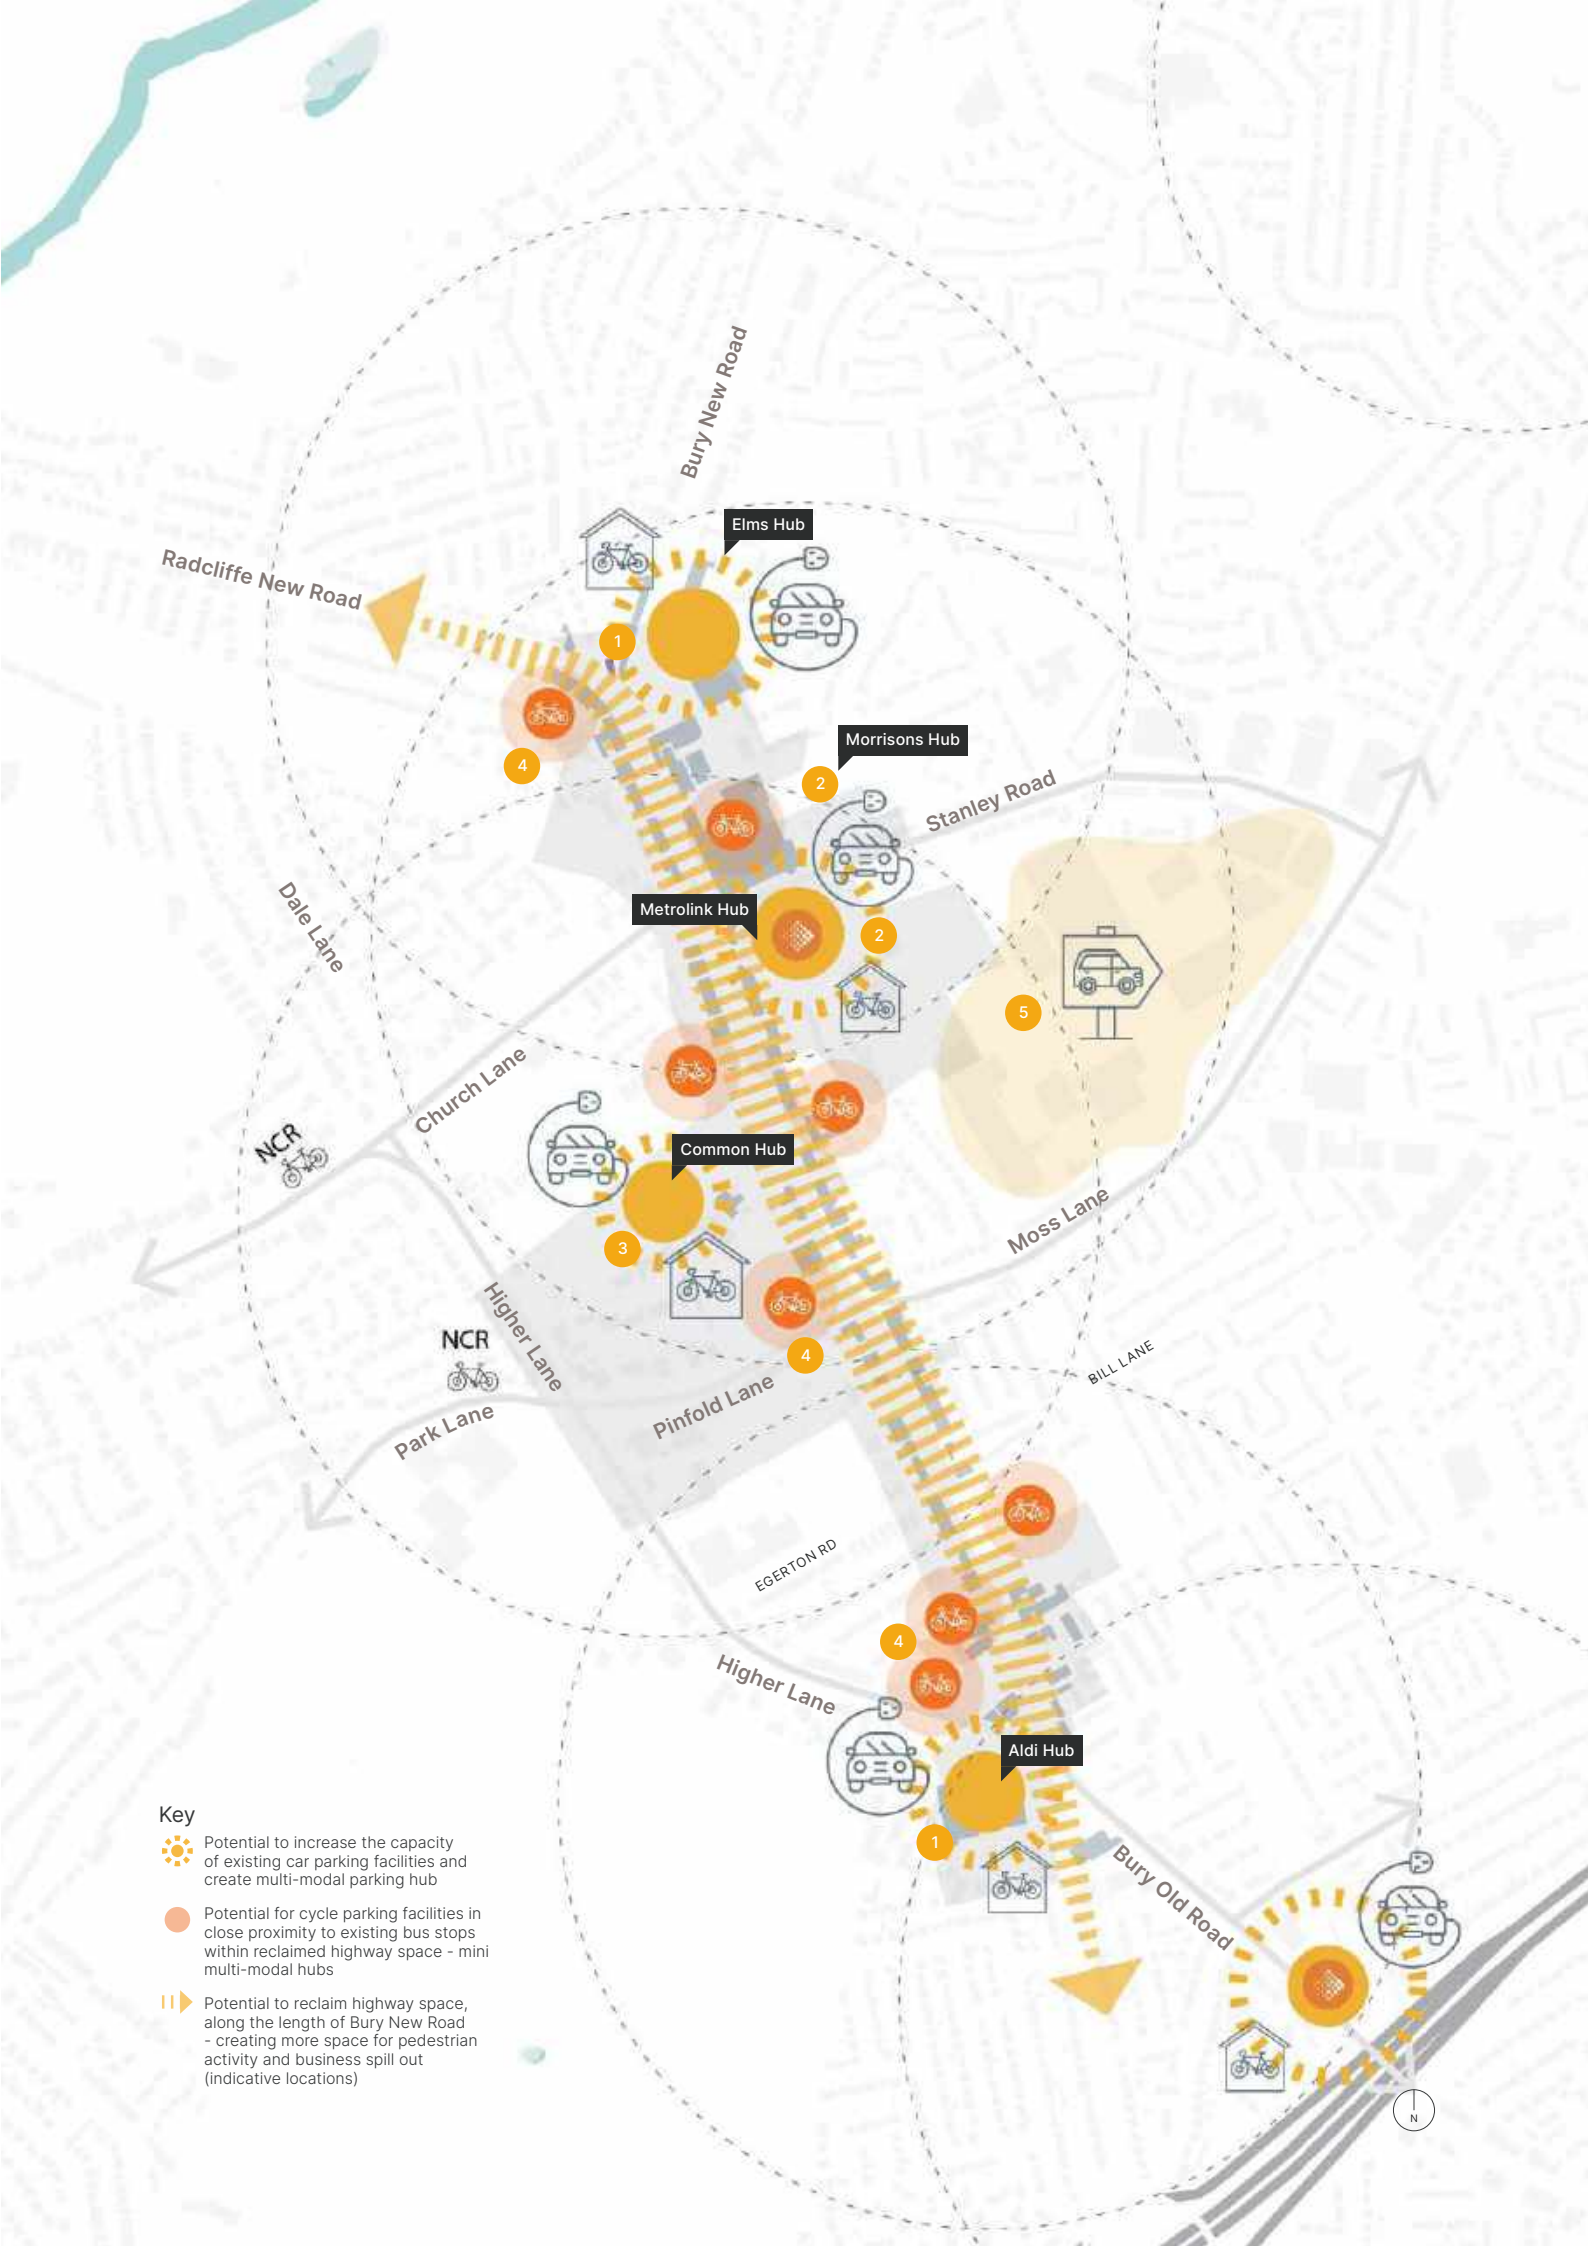 Bury New Road
Elms Hub
Radcliffe New Road
1
4
Morrisons Hub
2
Stanley Road
Metrolink Hub
2
Dale Lane
5
Church Lane
NCR
Common Hub
3
Moss Lane
Higher Lane
NCR
4
BILL LANE
Pinfold Lane
Park Lane
EGERTON RD
4
Higher Lane
Aldi Hub
1
Bury Old Road
Key
Potential to increase the capacity
of existing car parking facilities and
create multi-modal parking hub
Potential for cycle parking facilities in
close proximity to existing bus stops
within reclaimed highway space - mini
multi-modal hubs
Potential to reclaim highway space,
along the length of Bury New Road
- creating more space for pedestrian
activity and business spill out
(indicative locations)
N